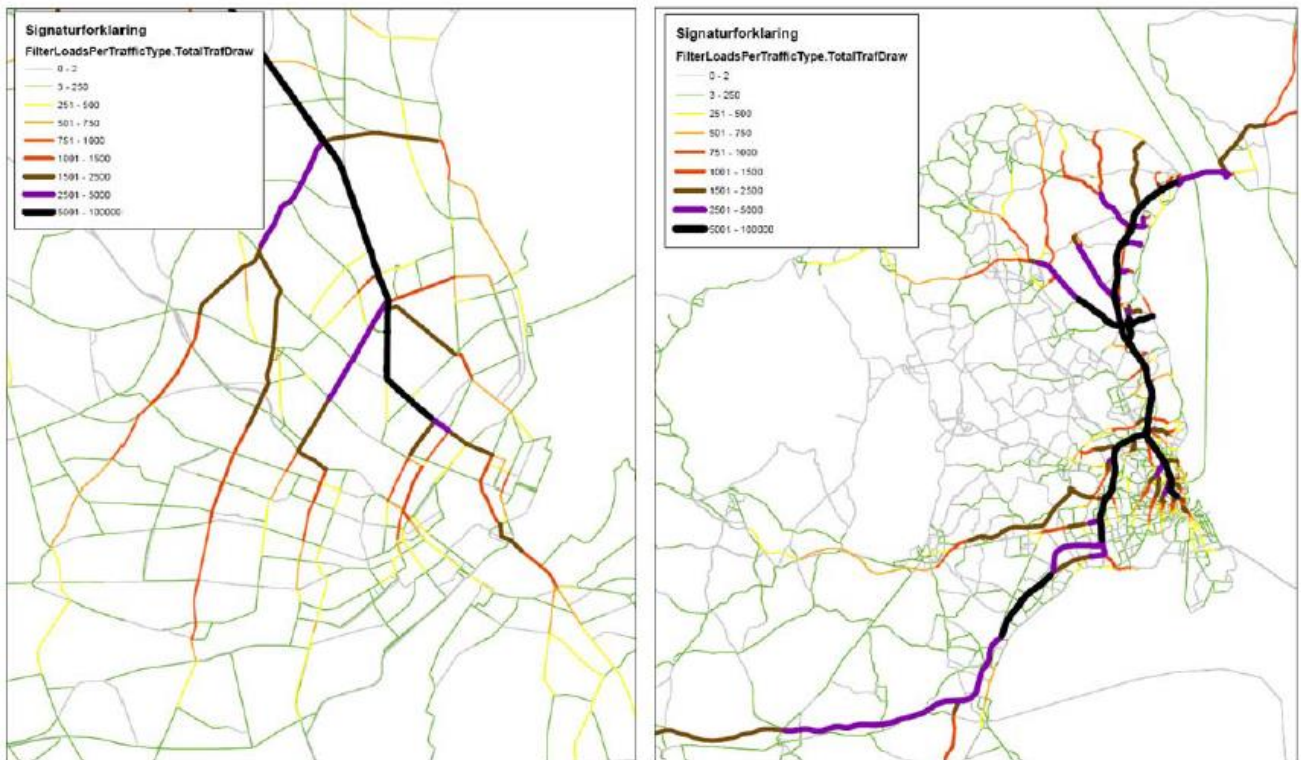 Signaturforklaring
FilterLoadsPerTrafficType.TotalTrafDraw
0 - 2
3 - 250
251 - 500
501 - 750
751 - 1000
1001 - 1500
1501 - 2500
2501 - 5000
5001 - 100000
Signaturforklaring
FilterLoadsPerTrafficType.TotalTrafDraw
0 - 2
3 - 250
251 - 500
501 - 750
751 - 1000
1001 - 1500
1501 - 2500
2501 - 5000
5001 - 100000